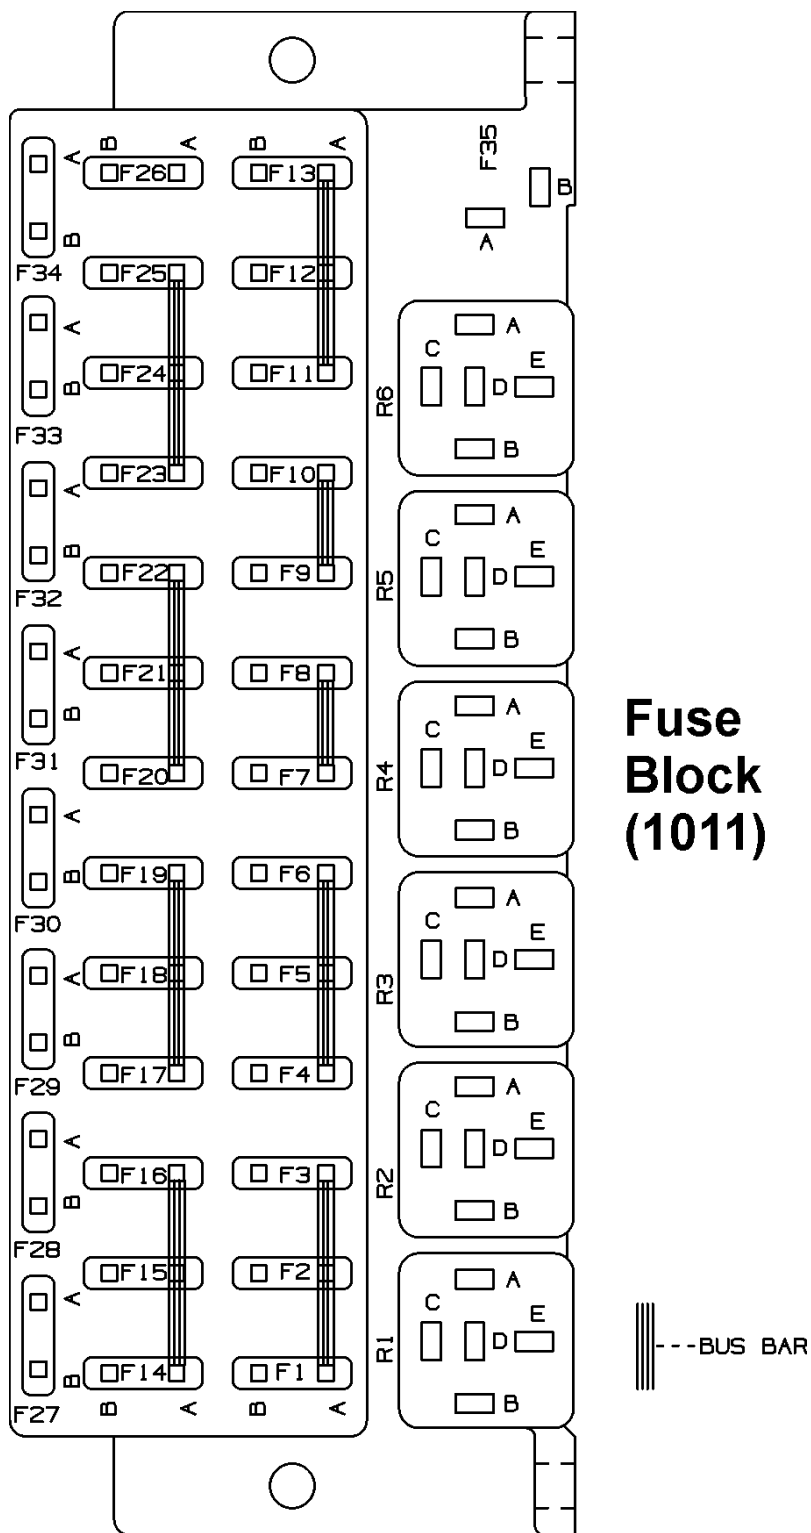 F35
B A B A
A F26 F13
B
A
B
F34 F25 F12
A C A E
B F24 F11 D
F33 R6 B
F23 F10
A C A E
B F22 F9 D
F32 R5 B
A F21 F8
B C A E
F31 F20 F7 R4 D
A B
B F19 F6
F30 C A E
A F18 F5 R3 D
B B
F29 F17 F4
A C A E
B F16 F3 R2 D
F28 B
A F15 F2
C A E
B F14 F1 R1 D
F27 B A B A B
Fuse
Block
(1011)
---BUS BAR